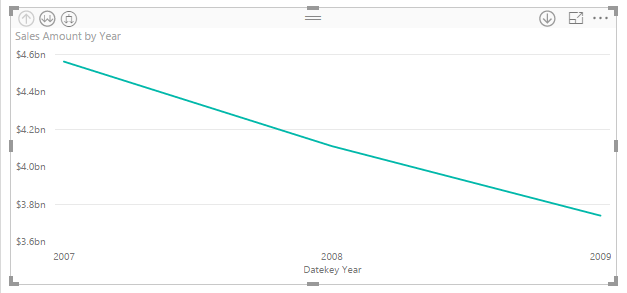 Sales Amount by Year
$4.6bn
$4.4bn
$4.2bn
$4.0bn
$3.8bn
$3.6bn
2007 2008 2009
Datekey Year